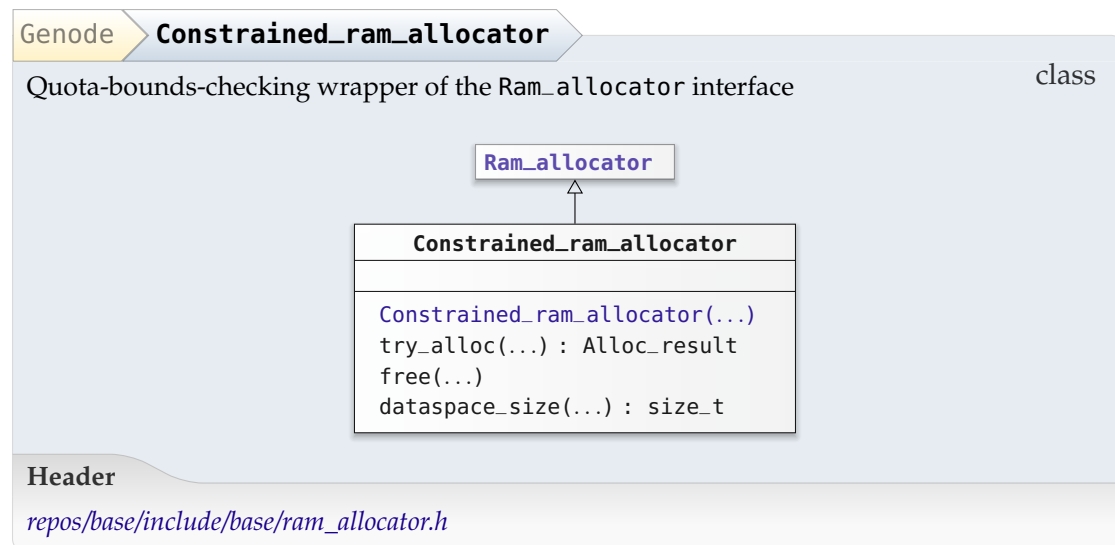 Genode Constrained_ram_allocator
class
Quota-bounds-checking wrapper of the Ram_allocator interface
Ram_allocator
Constrained_ram_allocator
Constrained_ram_allocator(...)
try_alloc(...) : Alloc_result
free(...)
dataspace_size(...) : size_t
Header
repos/base/include/base/ram_allocator.h